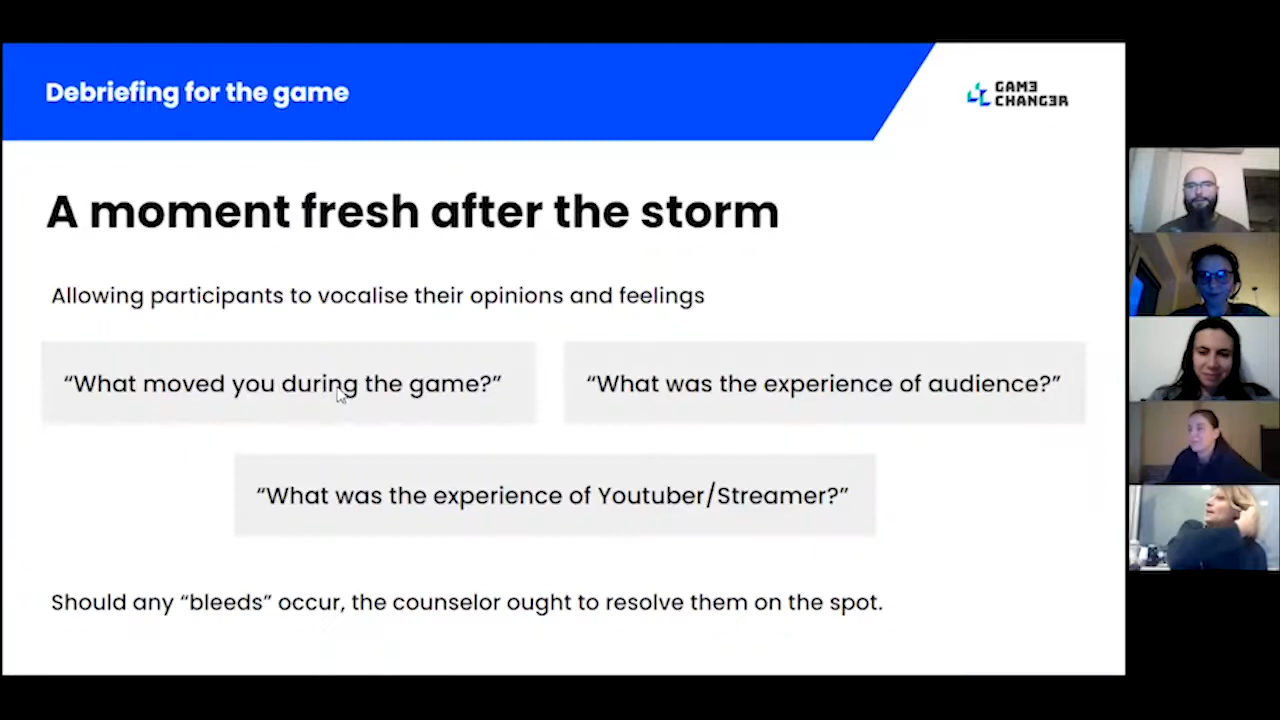 Debriefing for the game
GAMƎ
CHANGƎR
A moment fresh after the storm
Allowing participants to vocalise their opinions and feelings
“What moved you during the game?”
“What was the experience of audience?”
“What was the experience of Youtuber/Streamer?”
Should any “bleeds” occur, the counselor ought to resolve them on the spot.